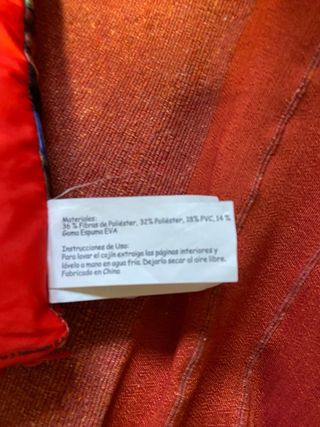 Materiales:
36 % Fibras de Poliéster, 32% Poliéster, 18% PVC, 14 %
Goma Espuma EVA
Instrucciones de Uso:
Para lavar el cojín extraiga las páginas interiores y
lávelo a mano en agua fría. Dejarlo secar al aire libre.
Fabricado en China